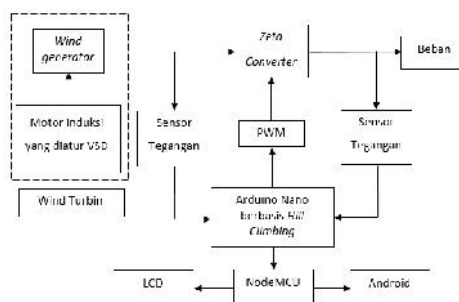 Wind
generator
Motor Induksi
yang diatur VSD
Wind Turbin
Sensor
Tegangan
Zeta
Converter
PWM
Beban
Sensor
Tegangan
Arduino Nano
berbasis Hill
Climbing
LCD
NodeMCU
Android